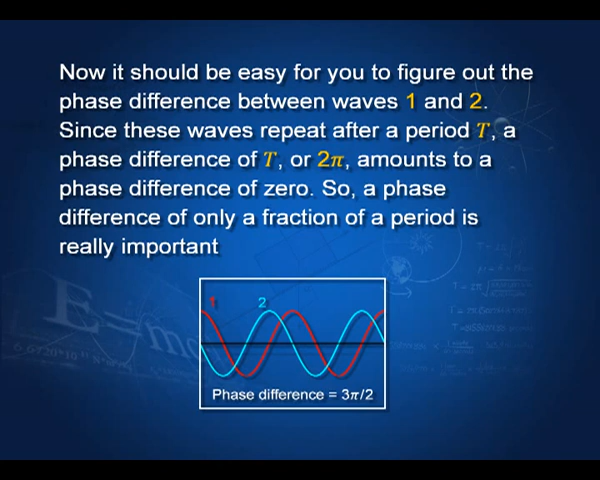 Now it should be easy for you to figure out the
phase difference between waves 1 and 2.
Since these waves repeat after a period T, a
phase difference of T, or 2π, amounts to a
phase difference of zero. So, a phase
difference of only a fraction of a period is
really important
1 2
Phase difference = 3π/2